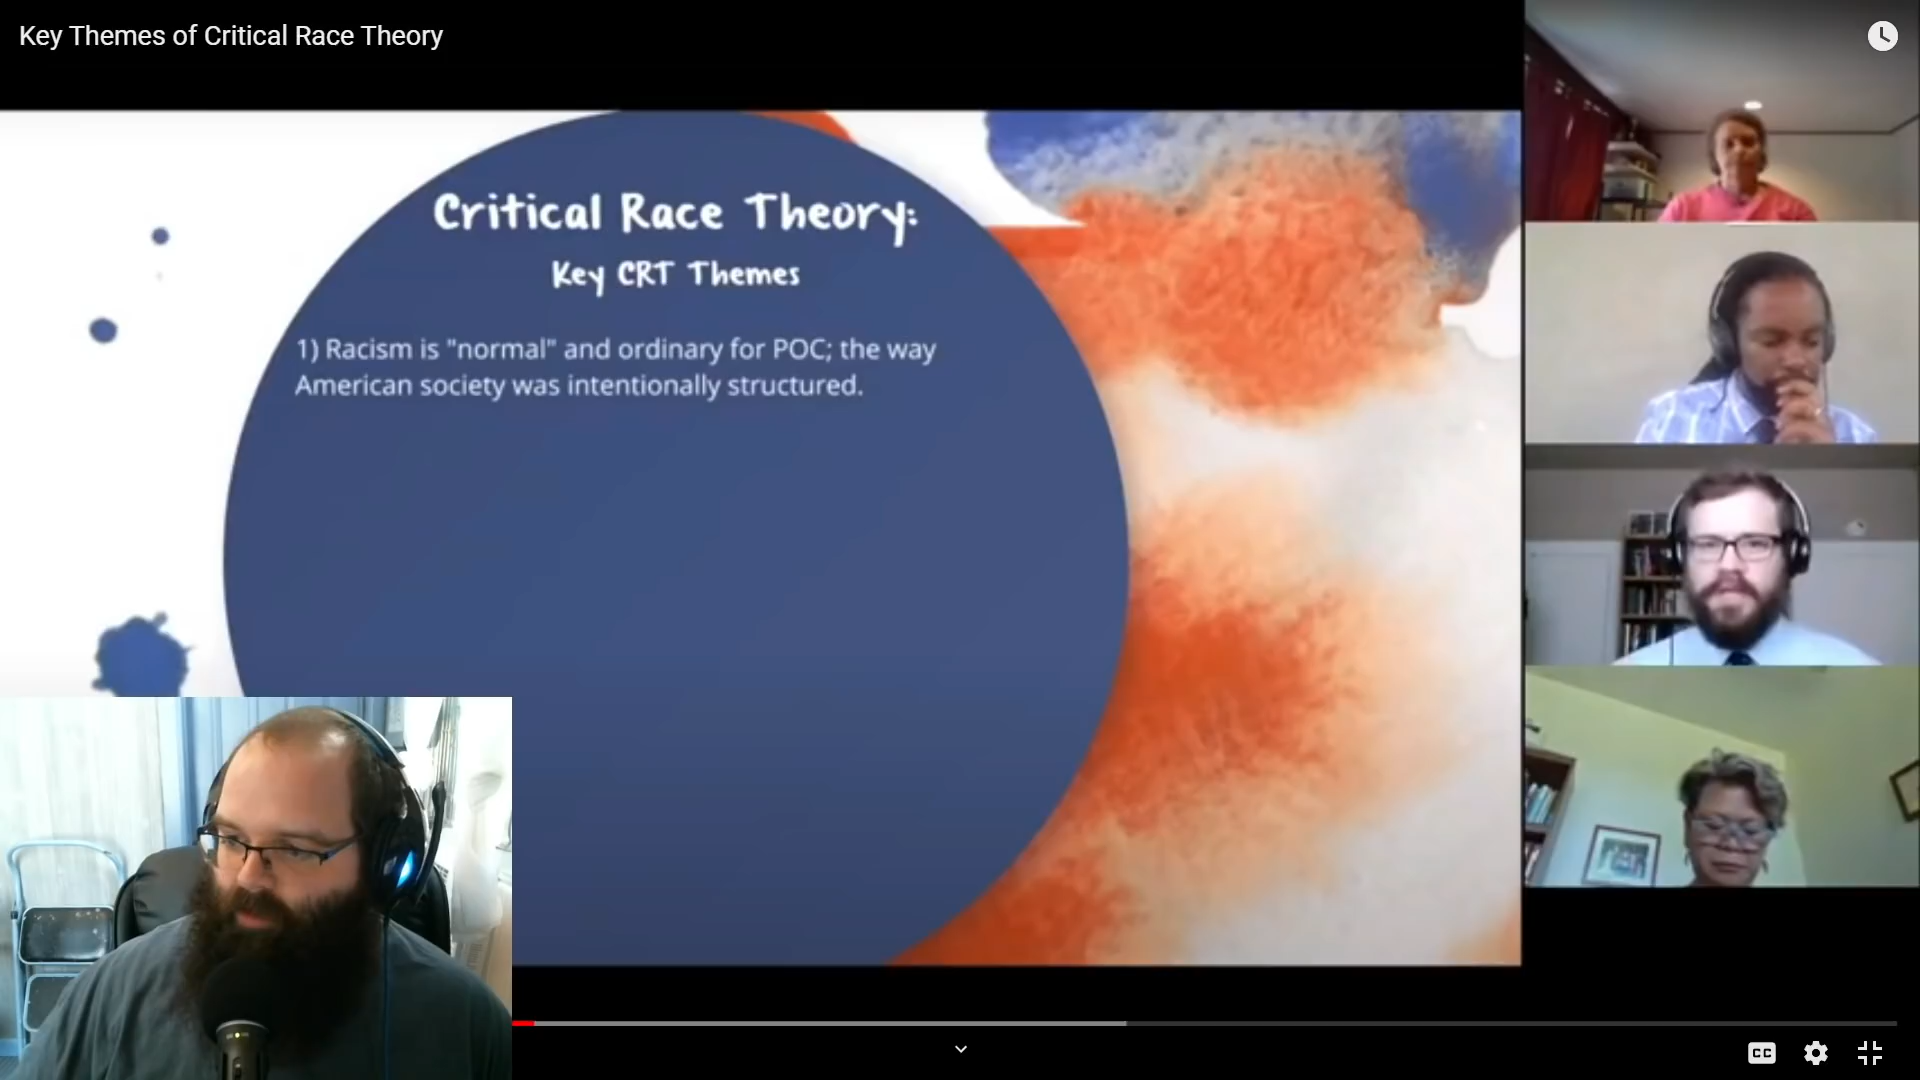 Key Themes of Critical Race Theory
Critical Race Theory:
Key CRT Themes
1) Racism is "normal" and ordinary for POC; the way
American society was intentionally structured.
CC